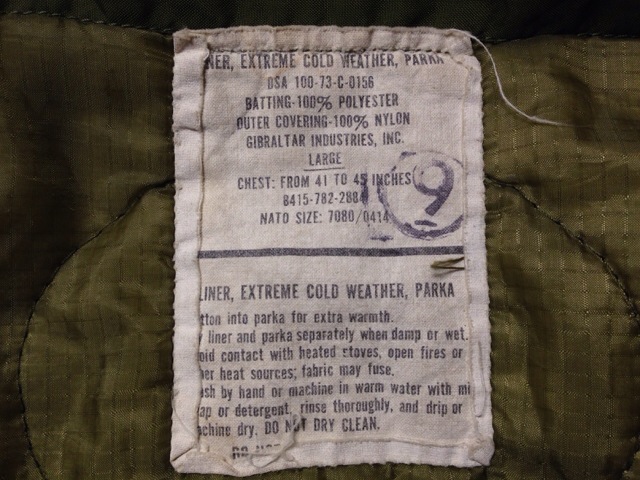 NER, EXTREME COLD WEATHER, PARKA
DSA 100-73-C-0156
BATTING-100% POLYESTER
OUTER COVERING-100% NYLON
GIBRALTAR INDUSTRIES, INC.
LARGE
CHEST: FROM 41 TO 45 INCHES
8415-782-2884
NATO SIZE: 7080/0414
9
LINER, EXTREME COLD WEATHER, PARKA
tton into parka for extra warmth.
y liner and parka separately when damp or wet.
oid contact with heated stoves, open fires or
her heat sources; fabric may fuse.
ash by hand or machine in warm water with mi
ap or detergent, rinse thoroughly, and drip or
achine dry. DO NOT DRY CLEAN.